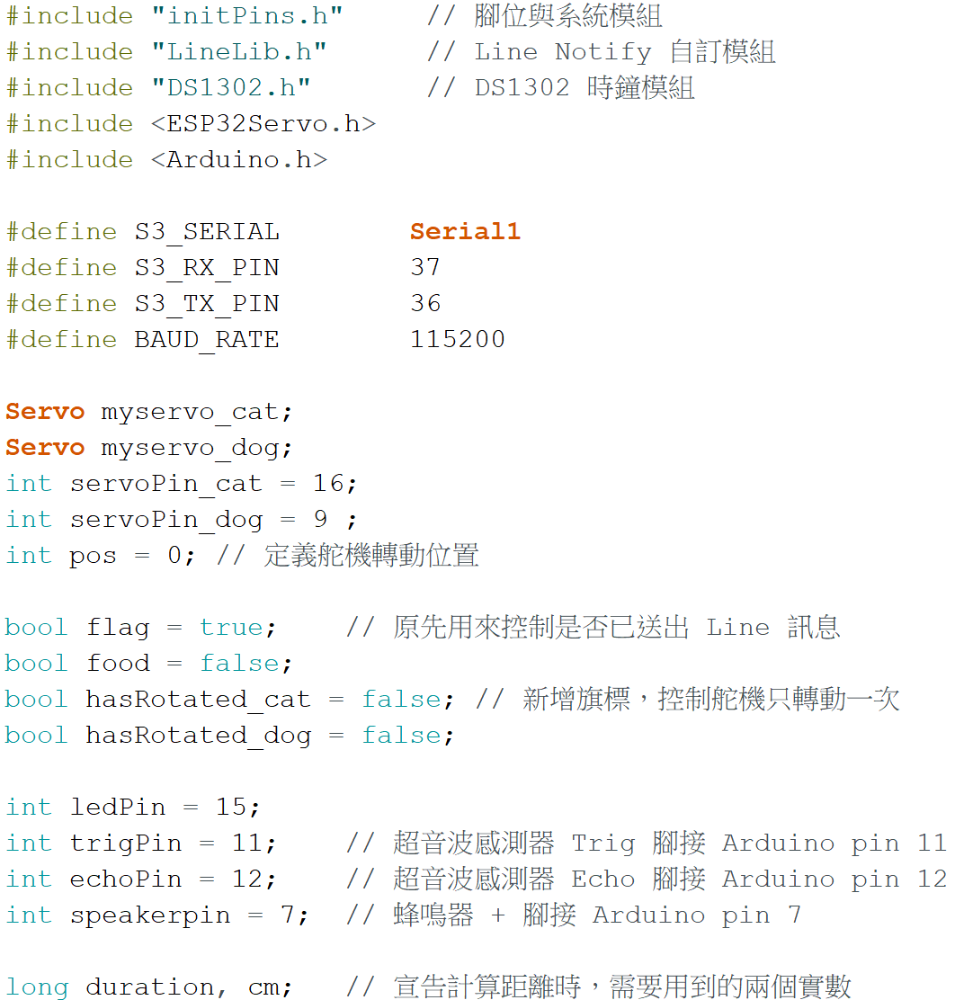 #include "initPins.h"     // 腳位與系統模組
#include "LineLib.h"      // Line Notify 自訂模組
#include "DS1302.h"       // DS1302 時鐘模組
#include <ESP32Servo.h>
#include <Arduino.h>
#define S3_SERIAL        Serial1
#define S3_RX_PIN        37
#define S3_TX_PIN        36
#define BAUD_RATE        115200
Servo myservo_cat;
Servo myservo_dog;
int servoPin_cat = 16;
int servoPin_dog = 9 ;
int pos = 0; // 定義舵機轉動位置
bool flag = true;    // 原先用來控制是否已送出 Line 訊息
bool food = false;
bool hasRotated_cat = false; // 新增旗標，控制舵機只轉動一次
bool hasRotated_dog = false;
int ledPin = 15;
int trigPin = 11;    // 超音波感測器 Trig 腳接 Arduino pin 11
int echoPin = 12;    // 超音波感測器 Echo 腳接 Arduino pin 12
int speakerpin = 7;  // 蜂鳴器 + 腳接 Arduino pin 7
long duration, cm;   // 宣告計算距離時，需要用到的兩個實數